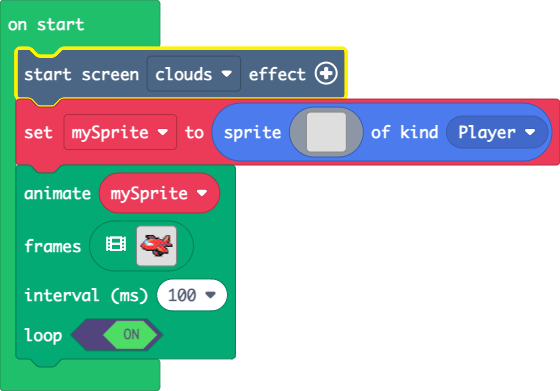 on start
start screen clouds effect
set mySprite to sprite of kind Player
animate mySprite
frames
interval (ms) 100
loop ON